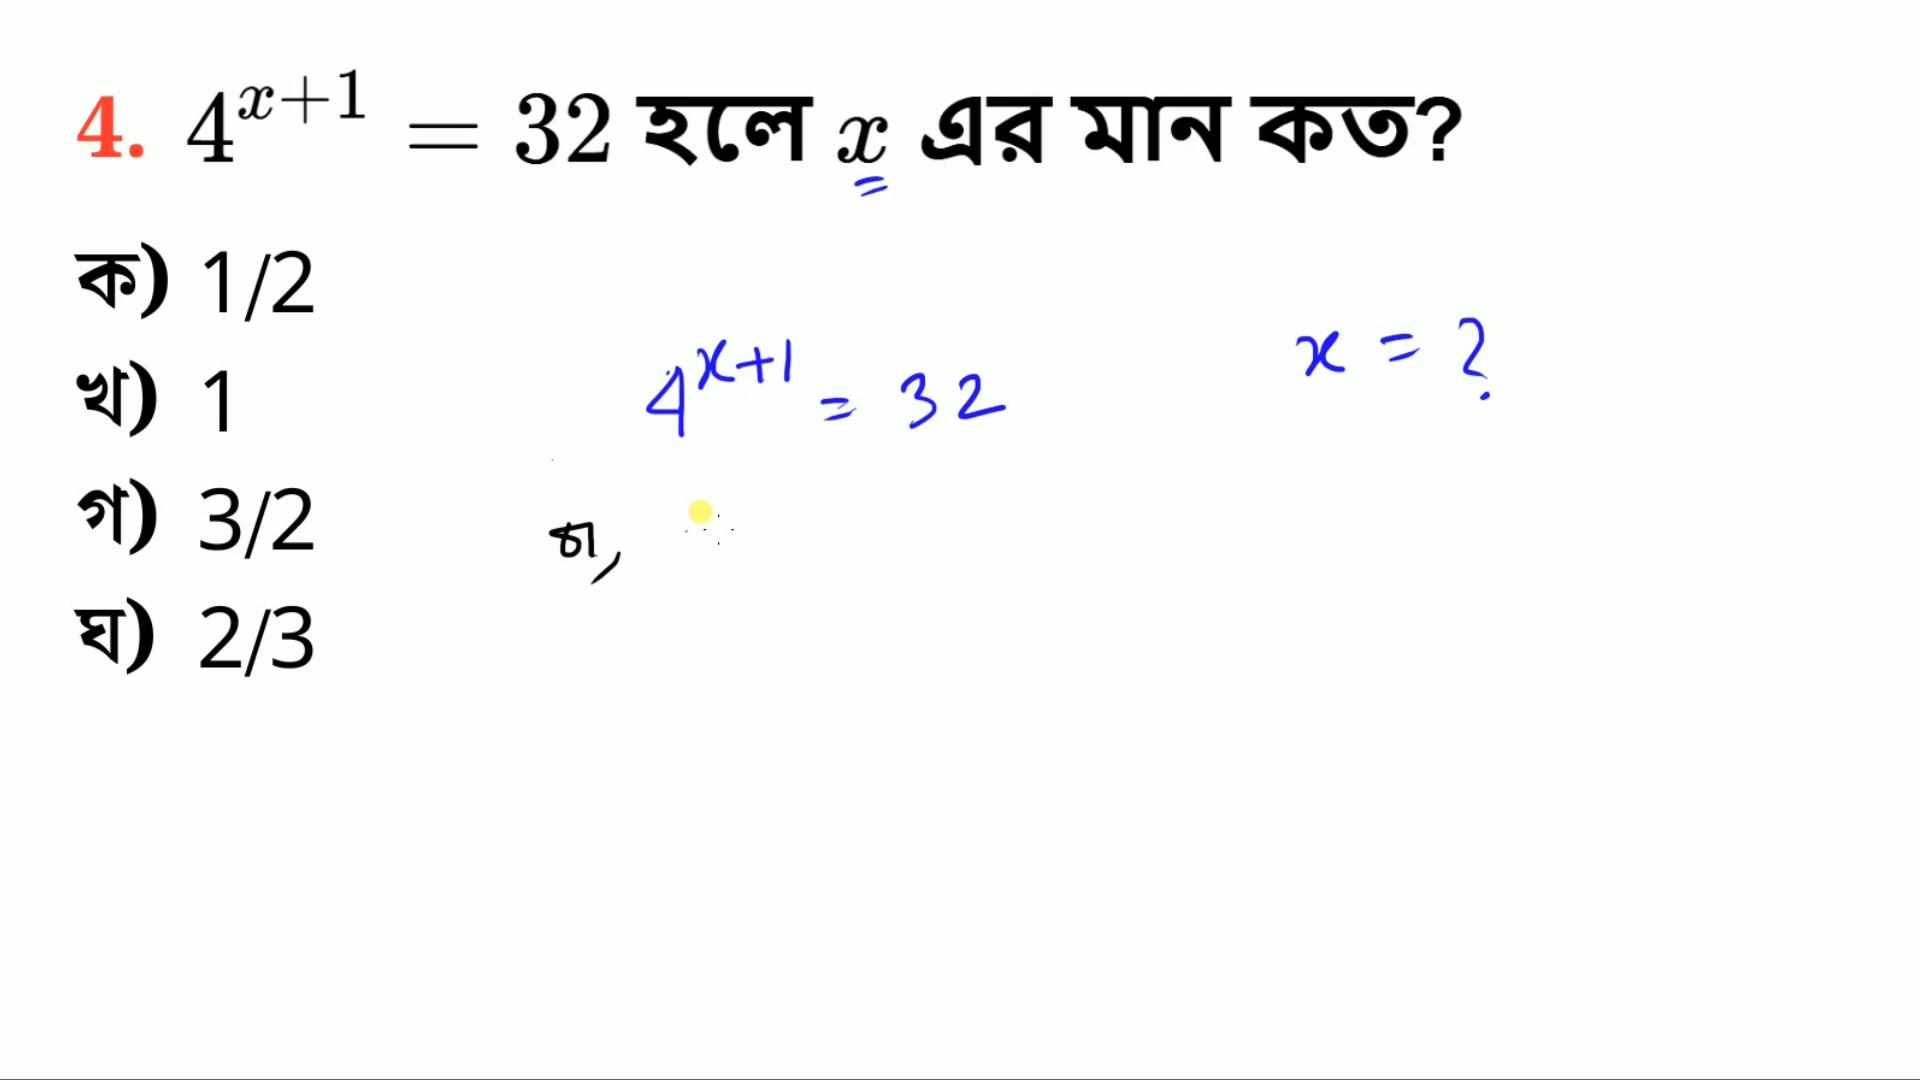 4. 4^{x+1} = 32 হলে x এর মান কত?
ক) 1/2
খ) 1
গ) 3/2
ঘ) 2/3
4^{x+1} = 32
x = ?
বা,